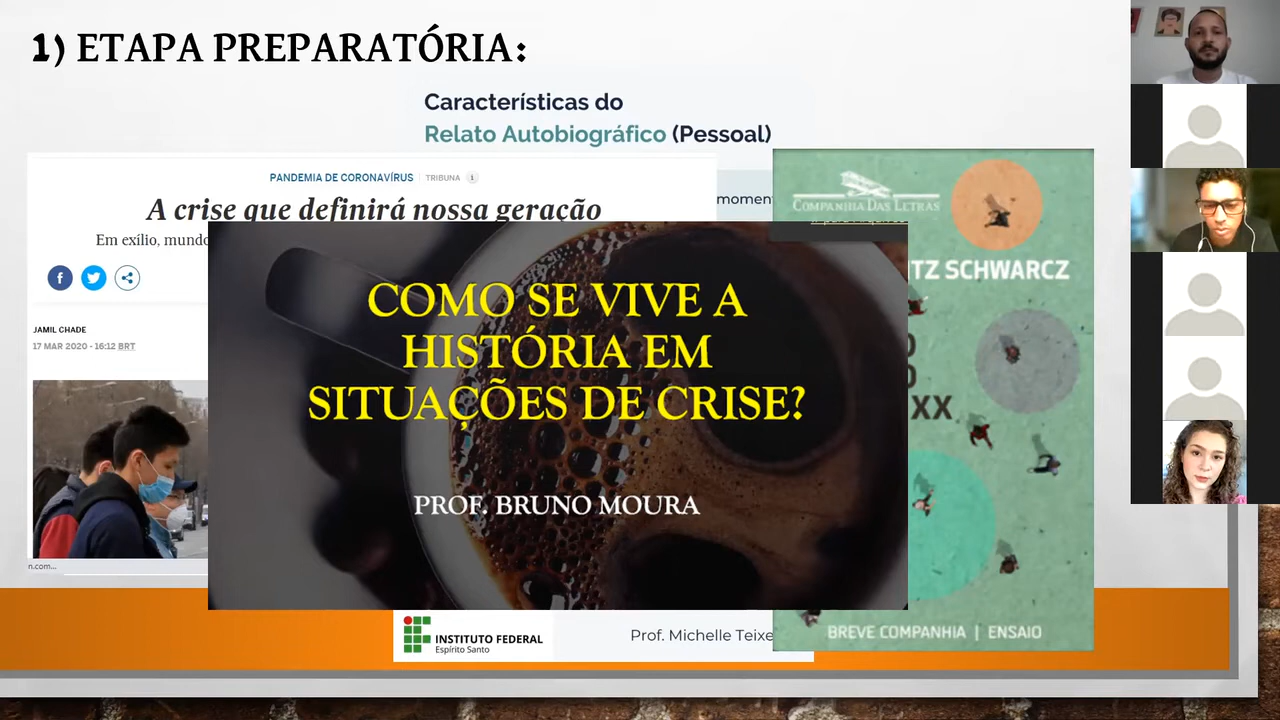 1) ETAPA PREPARATÓRIA:
Características do
Relato Autobiográfico (Pessoal)
PANDEMIA DE CORONAVÍRUS TRIBUNA i
A crise que definirá nossa geração
Em exílio,
JAMIL CHADE
17 MAR 2020 - 16:12 BRT
n.com...
COMPANHIA DAS LETRAS
TZ SCHWARCZ
XX
BREVE COMPANHIA | ENSAIO
COMO SE VIVE A
HISTÓRIA EM
SITUAÇÕES DE CRISE?
PROF. BRUNO MOURA
INSTITUTO FEDERAL
Espírito Santo
Prof. Michelle